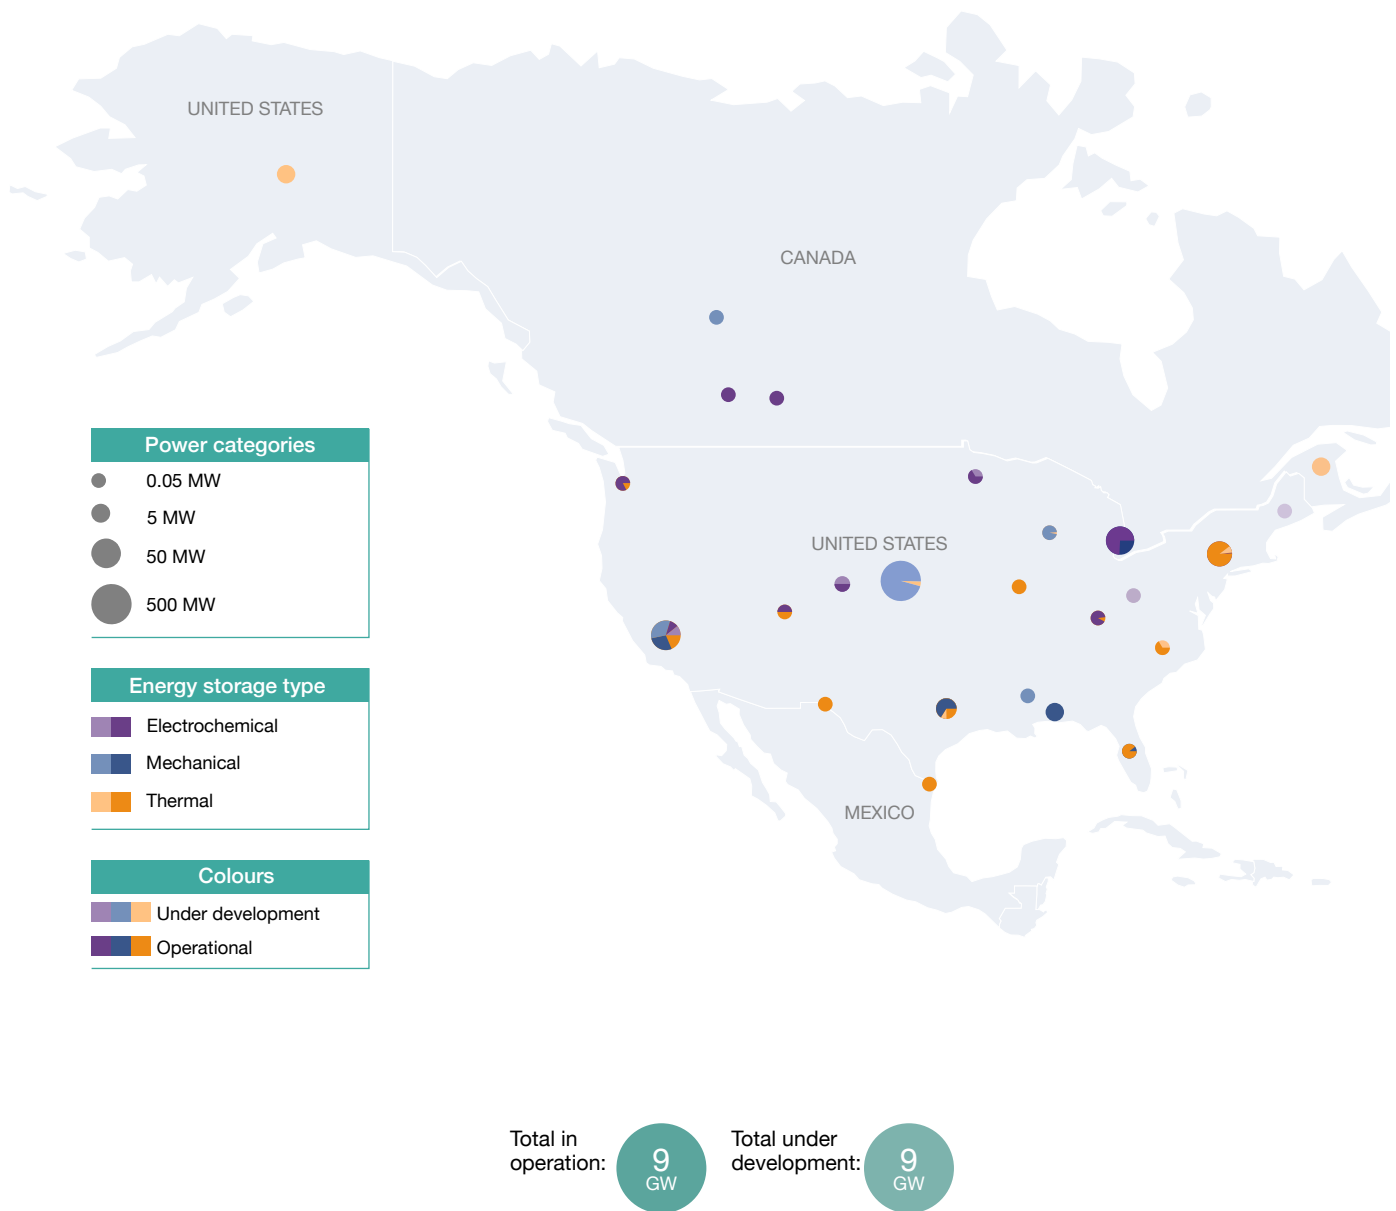 UNITED STATES
CANADA
Power categories
0.05 MW
5 MW
50 MW
500 MW
UNITED STATES
Energy storage type
Electrochemical
Mechanical
Thermal
MEXICO
Colours
Under development
Operational
Total in
operation:
9
GW
Total under
development:
9
GW